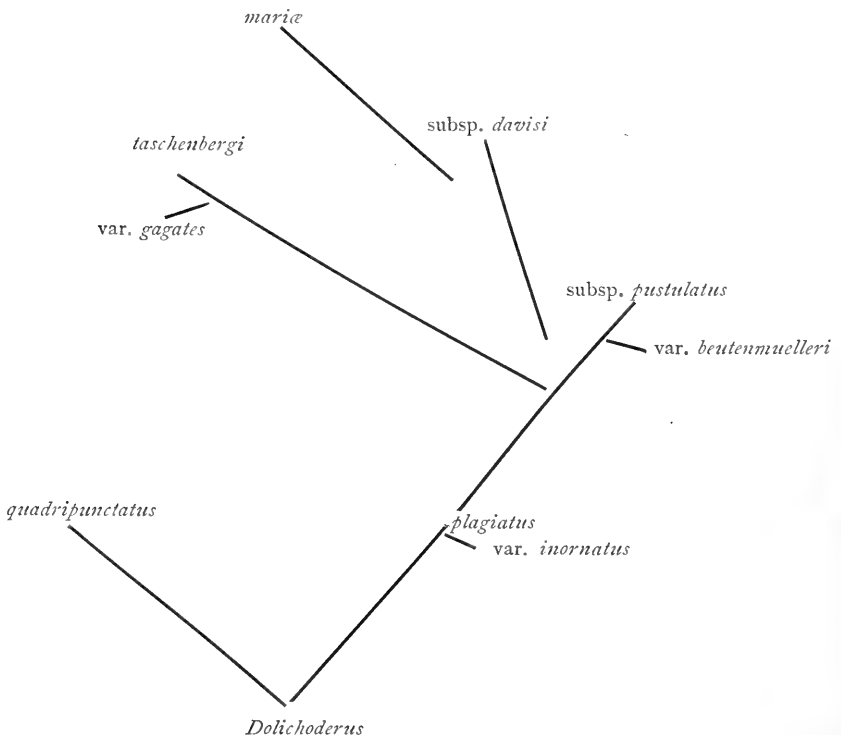 mariæ
subsp. davisi
taschenbergi
var. gagates
subsp. pustulatus
var. beutenmuelleri
quadripunctatus
plagiatus
var. inornatus
Dolichoderus